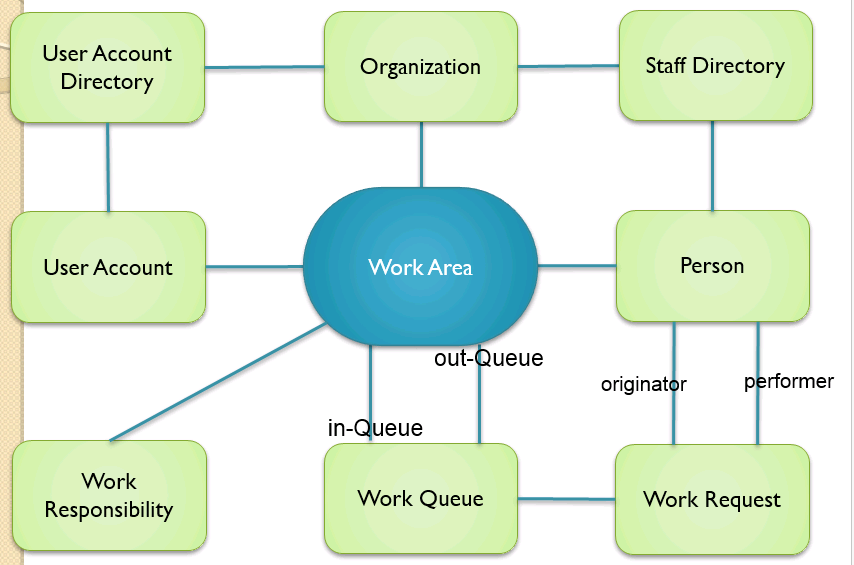 User Account
Directory
Organization
Staff Directory
User Account
Work Area
Person
out-Queue
originator
performer
in-Queue
Work
Responsibility
Work Queue
Work Request